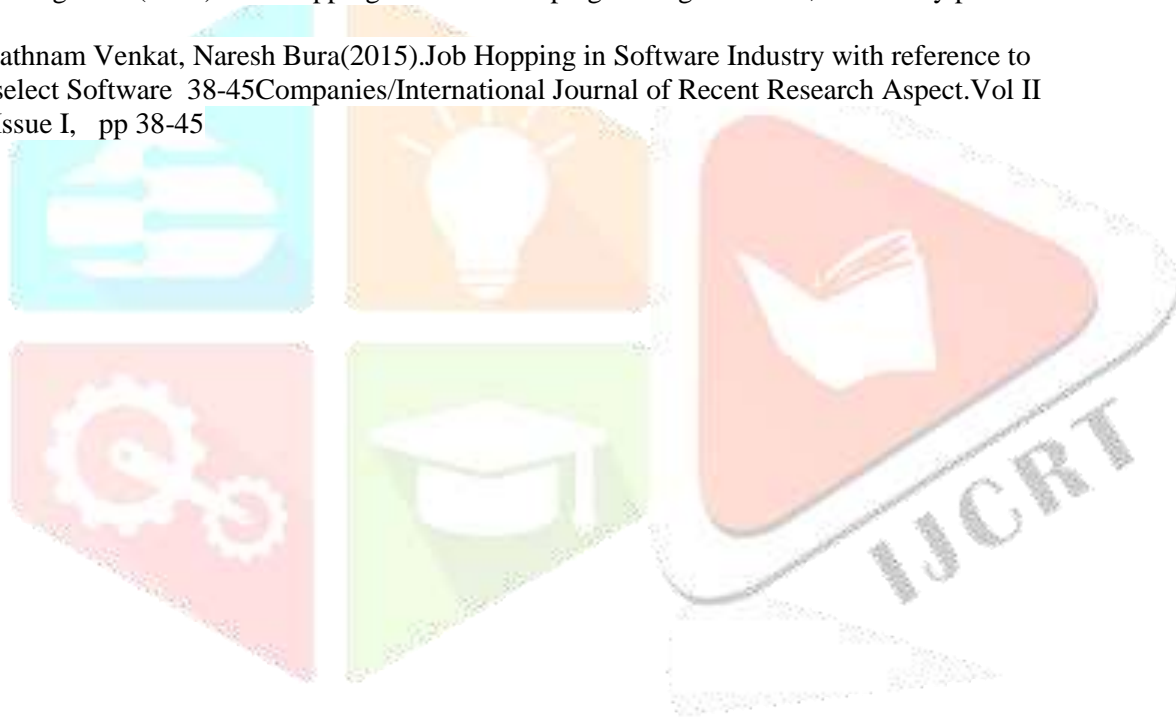 athnam Venkat, Naresh Bura(2015).Job Hopping in Software Industry with reference to
select Software 38-45Companies/International Journal of Recent Research Aspect.Vol II
Issue I, pp 38-45
IJCRT